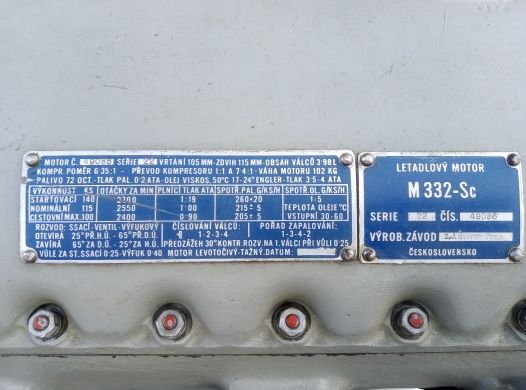 MOTOR Č. 49086 SERIE 22 VRTÁNÍ 105 MM-ZDVIH 115 MM-OBSAH VÁLCŮ 3·98 L
KOMPR. POMĚR 6·35:1 - PŘEVOD KOMPRESORU 1:1 A 7·4:1 - VÁHA MOTORU 102 KG
PALIVO 72 OCT.-TLAK PAL. 0·2 ATA-OLEJ VISKOS. 50°C 17-24° ENGLER-TLAK 3·5-4 ATA
VÝKONNOST KS OTÁČKY ZA MIN PLNÍCÍ TLAK ATA SPOTŘ.PAL.G/KS/H SPOTŘ.OL.G/KS/H
STARTOVACÍ 140 2700 1·19 260+20 1-5
NOMINÁLNÍ 115 2550 1·00 215±5 TEPLOTA OLEJE °C
CESTOVNÍ MAX.100 2400 0·90 205±5 VSTUPNÍ 30-60
ROZVOD: SSACÍ-VENTIL-VÝFUKOVÝ ČÍSLOVÁNÍ VÁLCŮ POŘAD ZAPALOVÁNÍ
OTEVÍRÁ 25° PŘ.H.Ú. - 65° PŘ.D.Ú. 1-2-3-4 1-3-4-2
ZAVÍRÁ 65° ZA D.Ú. - 25° ZA H.Ú. PŘEDZÁŽEH 30° KONTR.ROZV.NA 1.VÁLCI PŘI VŮLI 0·25
VŮLE ZA ST.SSACÍ 0·25-VÝFUK 0·40 MOTOR LEVOTOČIVÝ-TAŽNÝ.DATUM:
LETADLOVÝ MOTOR
M 332-Sc
SERIE 22 ČÍS. 49086
VÝROB. ZÁVOD
ČESKOSLOVENSKO